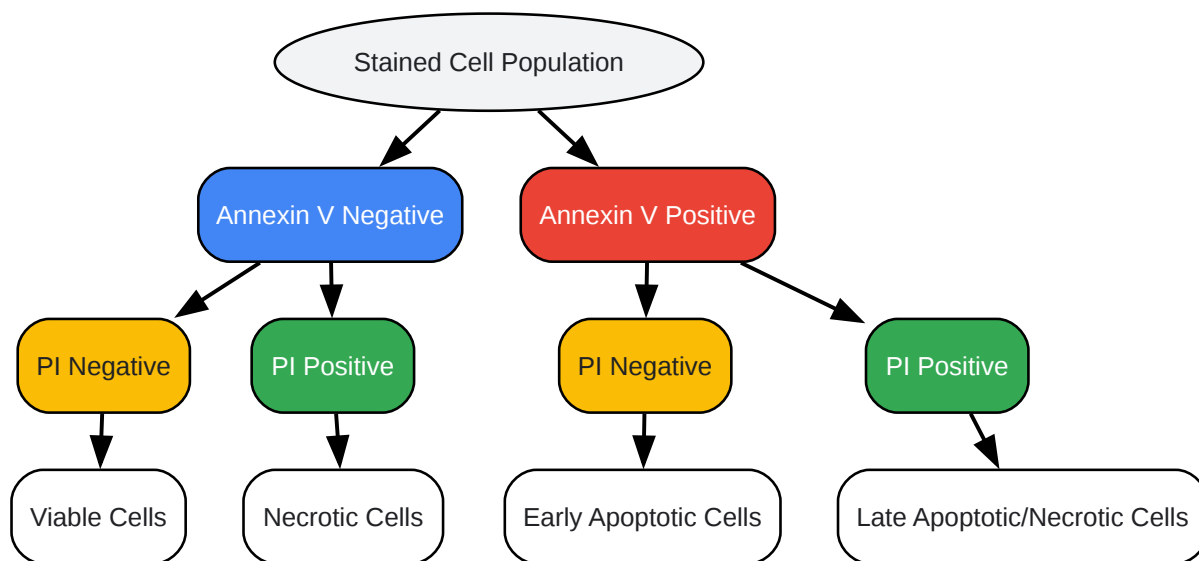 Stained Cell Population
Annexin V Negative
Annexin V Positive
PI Negative
PI Positive
PI Negative
PI Positive
Viable Cells
Necrotic Cells
Early Apoptotic Cells
Late Apoptotic/Necrotic Cells